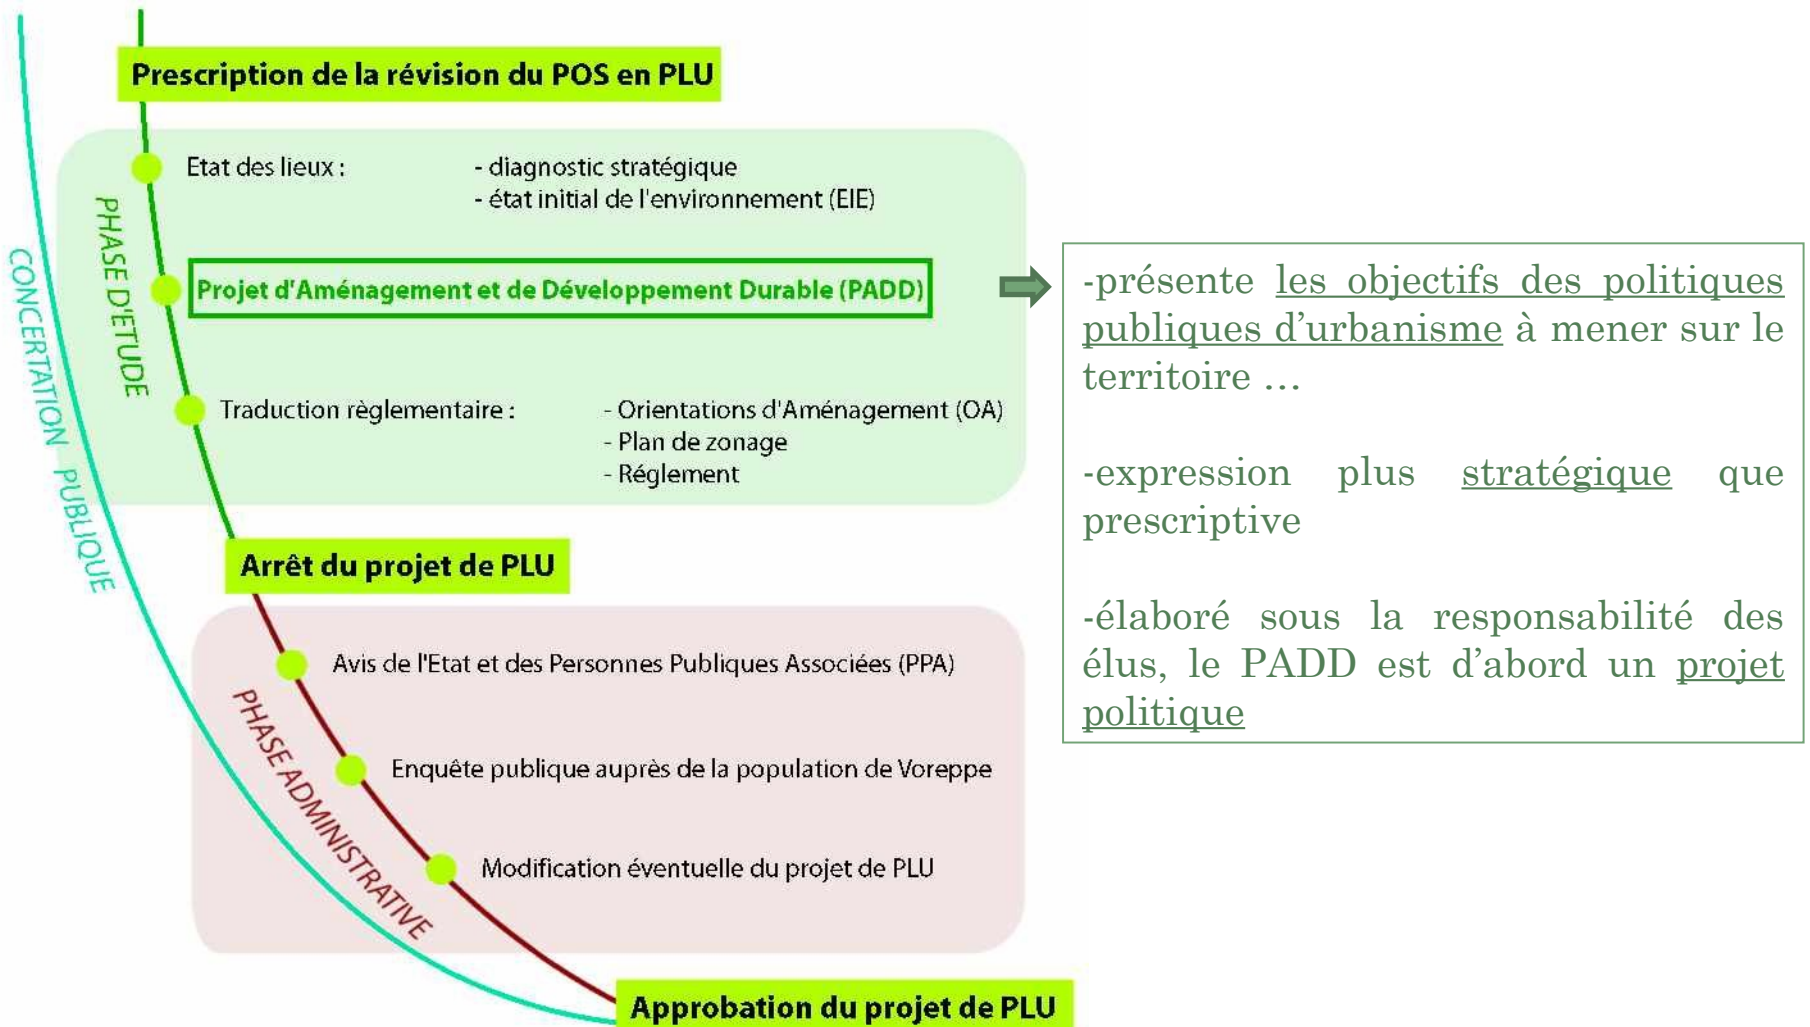 Prescription de la révision du POS en PLU
Etat des lieux : - diagnostic stratégique
- état initial de l'environnement (EIE)
PHASE D'ETUDE
CONCERTATION PUBLIQUE
Projet d'Aménagement et de Développement Durable (PADD)
Traduction règlementaire : - Orientations d'Aménagement (OA)
- Plan de zonage
- Réglement
Arrêt du projet de PLU
Avis de l'Etat et des Personnes Publiques Associées (PPA)
PHASE ADMINISTRATIVE
Enquête publique auprès de la population de Voreppe
Modification éventuelle du projet de PLU
Approbation du projet de PLU
-présente les objectifs des politiques
publiques d’urbanisme à mener sur le
territoire …
-expression plus stratégique que
prescriptive
-élaboré sous la responsabilité des
élus, le PADD est d’abord un projet
politique